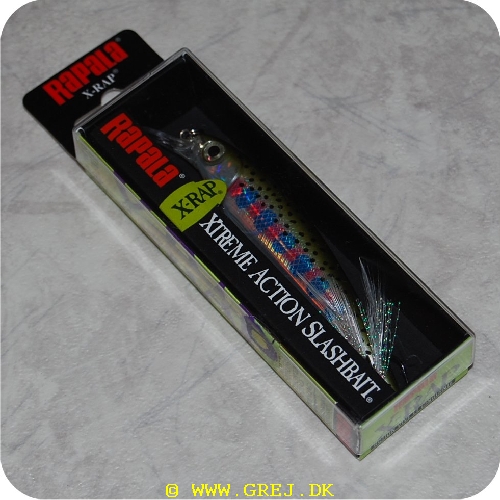 RAPALA
X-RAP®
RAPALA®
X-RAP®
XTREME ACTION SLASHBAIT®
© WWW.GREJ.DK